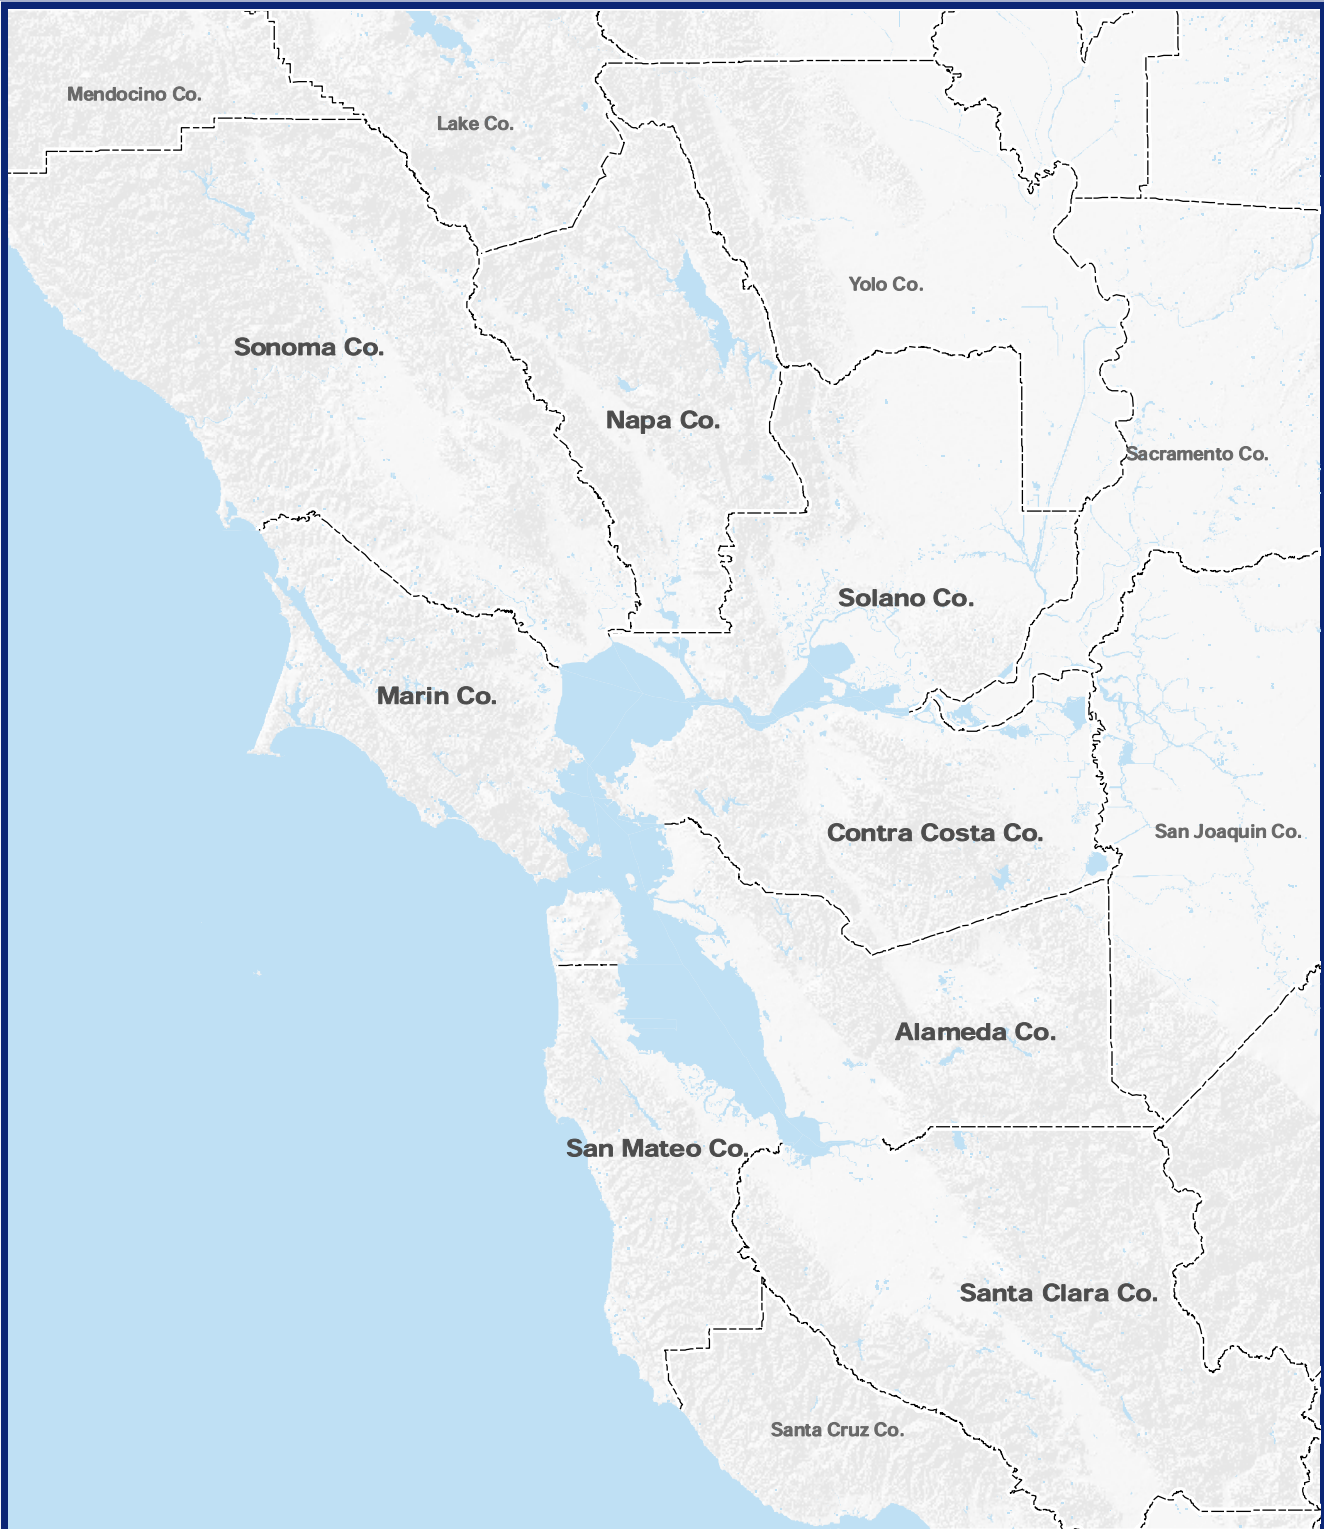 Mendocino Co.
Lake Co.
Yolo Co.
Sonoma Co.
Napa Co.
Sacramento Co.
Solano Co.
Marin Co.
Contra Costa Co.
San Joaquin Co.
Alameda Co.
San Mateo Co.
Santa Clara Co.
Santa Cruz Co.